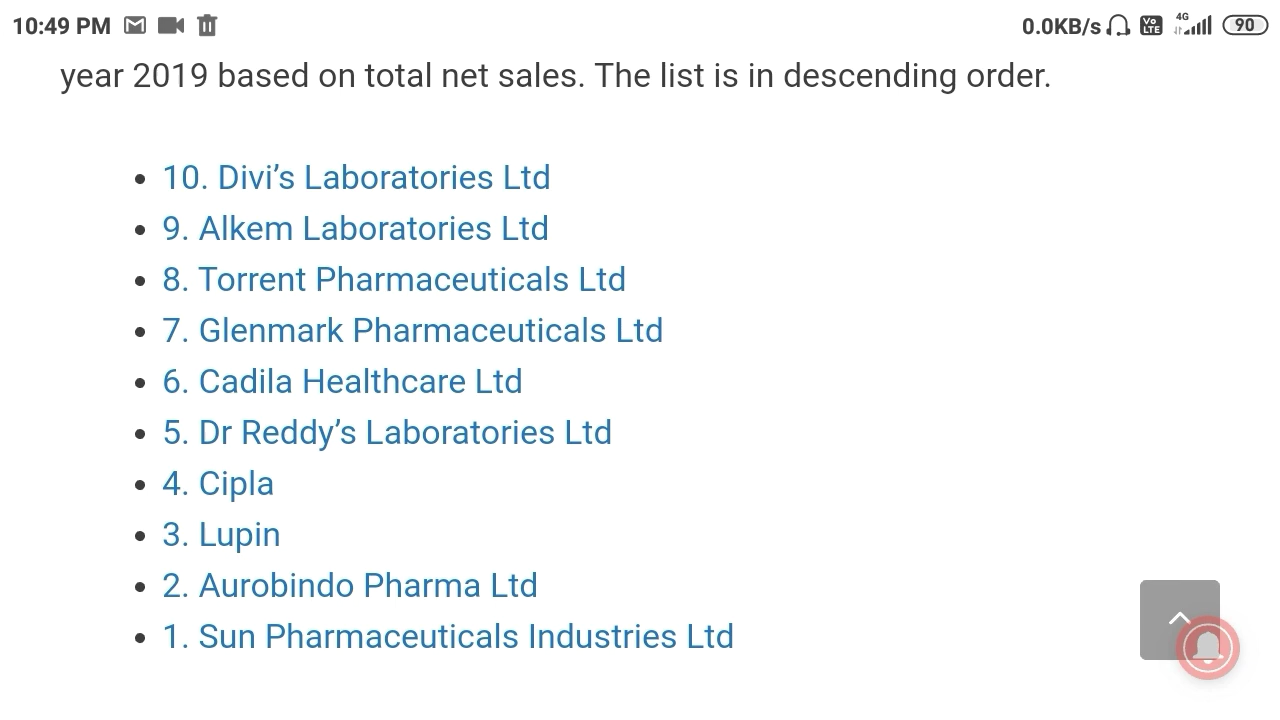 10:49 PM 0.0KB/s Vo LTE 4G 90
year 2019 based on total net sales. The list is in descending order.
• 10. Divi’s Laboratories Ltd
• 9. Alkem Laboratories Ltd
• 8. Torrent Pharmaceuticals Ltd
• 7. Glenmark Pharmaceuticals Ltd
• 6. Cadila Healthcare Ltd
• 5. Dr Reddy’s Laboratories Ltd
• 4. Cipla
• 3. Lupin
• 2. Aurobindo Pharma Ltd
• 1. Sun Pharmaceuticals Industries Ltd